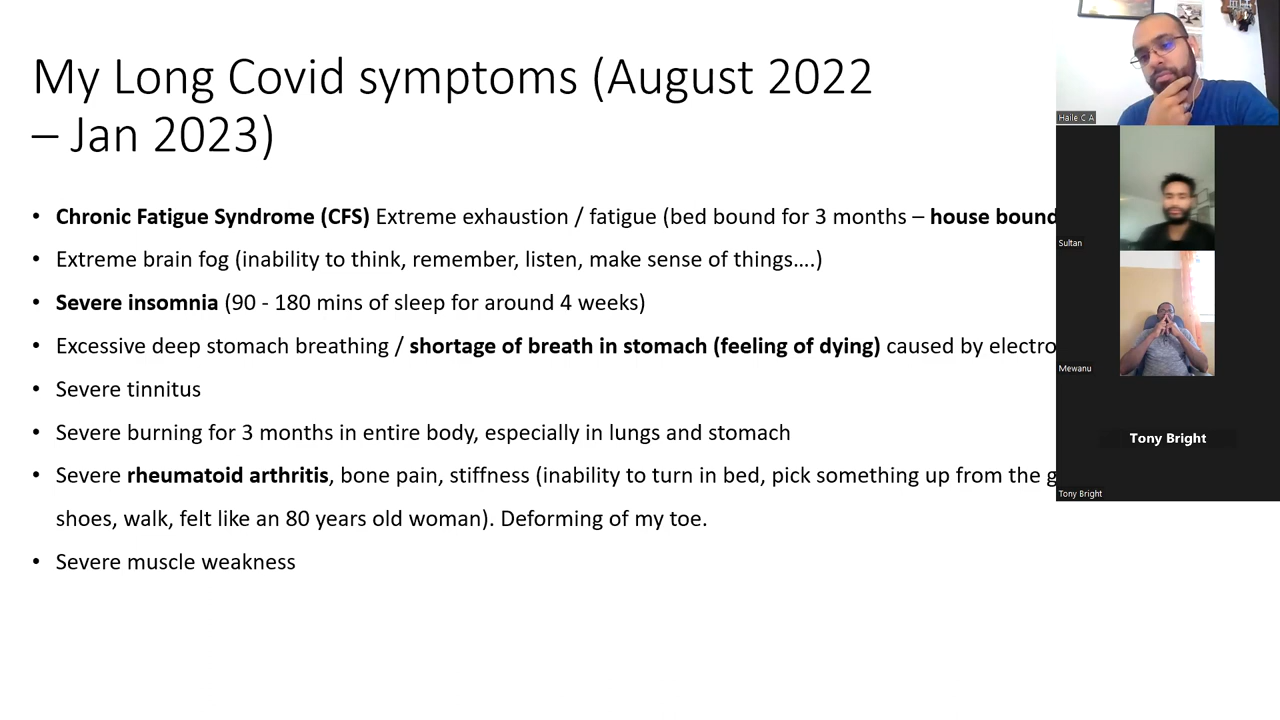 My Long Covid symptoms (August 2022
– Jan 2023)
• Chronic Fatigue Syndrome (CFS) Extreme exhaustion / fatigue (bed bound for 3 months – house bound
• Extreme brain fog (inability to think, remember, listen, make sense of things….)
• Severe insomnia (90 - 180 mins of sleep for around 4 weeks)
• Excessive deep stomach breathing / shortage of breath in stomach (feeling of dying) caused by electro
• Severe tinnitus
• Severe burning for 3 months in entire body, especially in lungs and stomach
• Severe rheumatoid arthritis, bone pain, stiffness (inability to turn in bed, pick something up from the g
shoes, walk, felt like an 80 years old woman). Deforming of my toe.
• Severe muscle weakness
Haile C A
Sultan
Mewanu
Tony Bright
Tony Bright